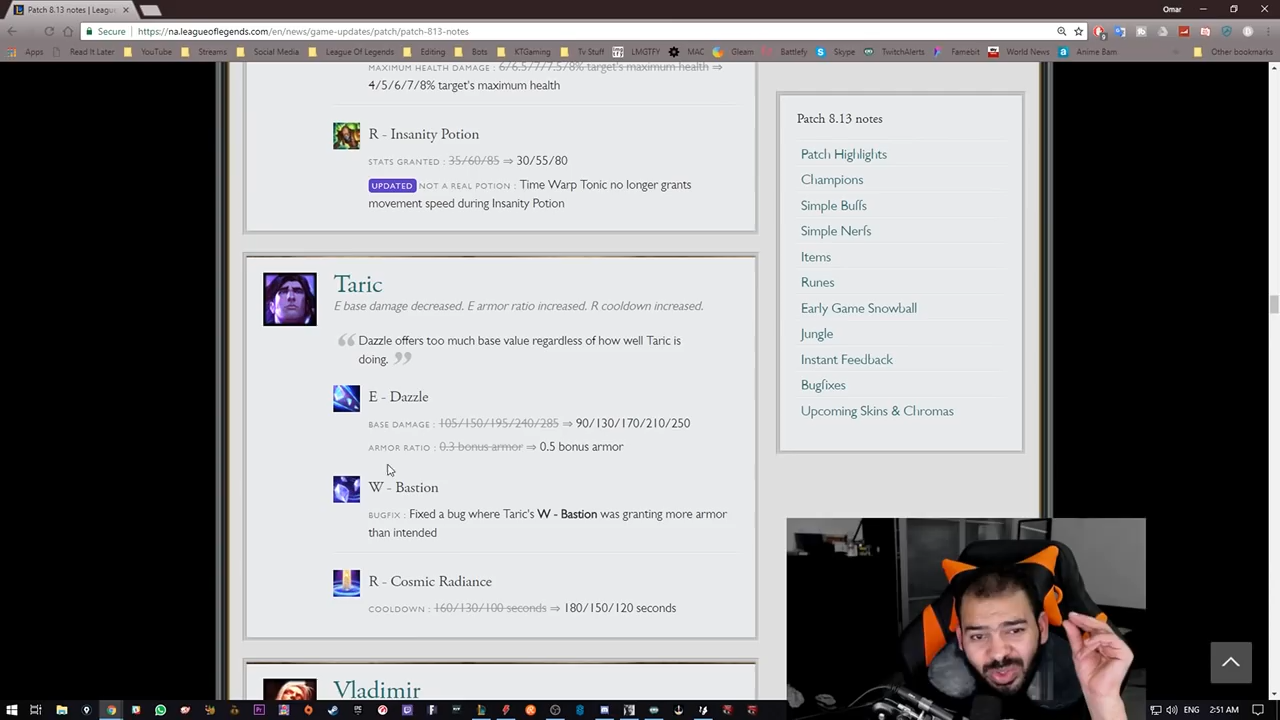 Patch 8.13 notes | Leagu
Omar
Secure
https://na.leagueoflegends.com/en/news/game-updates/patch/patch-813-notes
Apps Read It Later YouTube Streams Social Media League Of Legends Editing Bots KTGaming Tv Stuff LMGTFY MAC Gleam Battlefy Skype TwitchAlerts Famebit World News Anime Bam Other bookmarks
MAXIMUM HEALTH DAMAGE : 6/6.5/7/7.5/8% target's maximum health ⇒
4/5/6/7/8% target's maximum health
R - Insanity Potion
STATS GRANTED : 35/60/85 ⇒ 30/55/80
UPDATED NOT A REAL POTION : Time Warp Tonic no longer grants
movement speed during Insanity Potion
Taric
E base damage decreased. E armor ratio increased. R cooldown increased.
“ Dazzle offers too much base value regardless of how well Taric is
doing. ”
E - Dazzle
BASE DAMAGE : 105/150/195/240/285 ⇒ 90/130/170/210/250
ARMOR RATIO : 0.3 bonus armor ⇒ 0.5 bonus armor
W - Bastion
BUGFIX : Fixed a bug where Taric's W - Bastion was granting more armor
than intended
R - Cosmic Radiance
COOLDOWN : 160/130/100 seconds ⇒ 180/150/120 seconds
Vladimir
Patch 8.13 notes
Patch Highlights
Champions
Simple Buffs
Simple Nerfs
Items
Runes
Early Game Snowball
Jungle
Instant Feedback
Bugfixes
Upcoming Skins & Chromas
ENG 2:51 AM